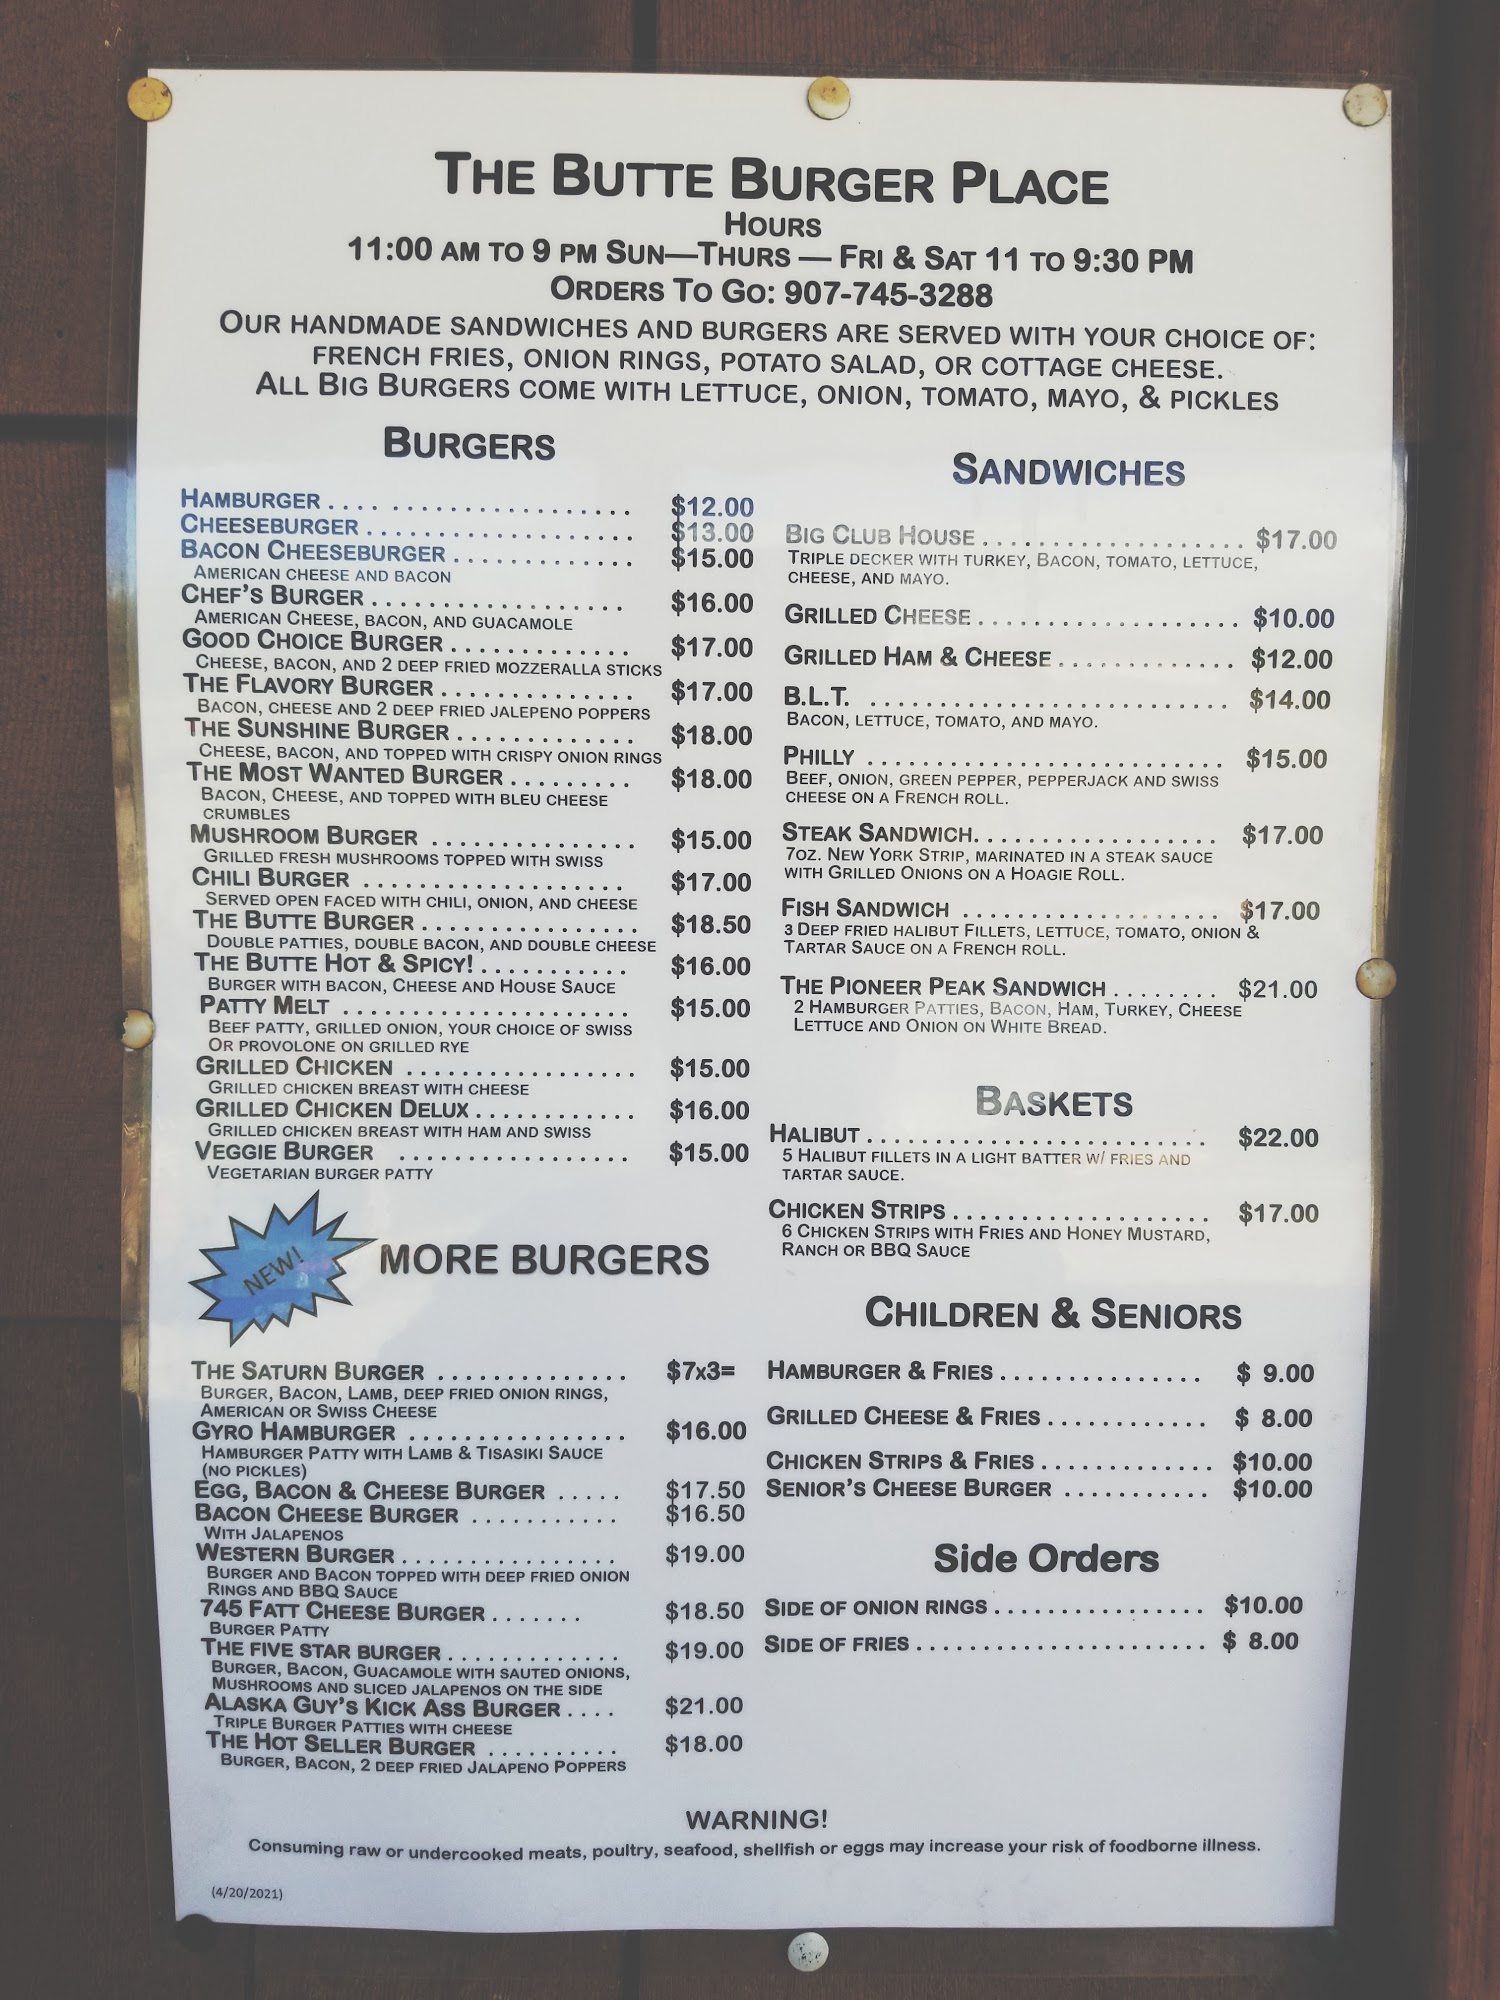 THE BUTTE BURGER PLACE
HOURS
11:00 AM TO 9 PM SUN—THURS — FRI & SAT 11 TO 9:30 PM
ORDERS TO GO: 907-745-3288
OUR HANDMADE SANDWICHES AND BURGERS ARE SERVED WITH YOUR CHOICE OF:
FRENCH FRIES, ONION RINGS, POTATO SALAD, OR COTTAGE CHEESE.
ALL BIG BURGERS COME WITH LETTUCE, ONION, TOMATO, MAYO, & PICKLES
BURGERS
HAMBURGER .... ................... $12.00
CHEESEBURGER ..................... $13.00
BACON CHEESEBURGER .............. $15.00
AMERICAN CHEESE AND BACON
CHEF'S BURGER ................... $16.00
AMERICAN CHEESE, BACON, AND GUACAMOLE
GOOD CHOICE BURGER .............. $17.00
CHEESE, BACON, AND 2 DEEP FRIED MOZZERALLA STICKS
THE FLAVORY BURGER ............... $17.00
BACON, CHEESE AND 2 DEEP FRIED JALEPENO POPPERS
THE SUNSHINE BURGER ............. $18.00
CHEESE, BACON, AND TOPPED WITH CRISPY ONION RINGS
THE MOST WANTED BURGER ......... $18.00
BACON, CHEESE, AND TOPPED WITH BLEU CHEESE
CRUMBLES
MUSHROOM BURGER ............... $15.00
GRILLED FRESH MUSHROOMS TOPPED WITH SWISS
CHILI BURGER ................... $17.00
SERVED OPEN FACED WITH CHILI, ONION, AND CHEESE
THE BUTTE BURGER ................ $18.50
DOUBLE PATTIES, DOUBLE BACON, AND DOUBLE CHEESE
THE BUTTE HOT & SPICY! ........... $16.00
BURGER WITH BACON, CHEESE AND HOUSE SAUCE
PATTY MELT ..................... $15.00
BEEF PATTY, GRILLED ONION, YOUR CHOICE OF SWISS
OR PROVOLONE ON GRILLED RYE
GRILLED CHICKEN ................. $15.00
GRILLED CHICKEN BREAST WITH CHEESE
GRILLED CHICKEN DELUX ............ $16.00
GRILLED CHICKEN BREAST WITH HAM AND SWISS
VEGGIE BURGER ................. $15.00
VEGETARIAN BURGER PATTY
NEW!
MORE BURGERS
THE SATURN BURGER .............. $7X3=
BURGER, BACON, LAMB, DEEP FRIED ONION RINGS,
AMERICAN OR SWISS CHEESE
GYRO HAMBURGER ................ $16.00
HAMBURGER PATTY WITH LAMB & TISASIKI SAUCE
(NO PICKLES)
EGG, BACON & CHEESE BURGER ..... $17.50
BACON CHEESE BURGER ........... $16.50
WITH JALAPENOS
WESTERN BURGER ................ $19.00
BURGER AND BACON TOPPED WITH DEEP FRIED ONION
RINGS AND BBQ SAUCE
745 FATT CHEESE BURGER ....... $18.50
BURGER PATTY
THE FIVE STAR BURGER ............. $19.00
BURGER, BACON, GUACAMOLE WITH SAUTED ONIONS,
MUSHROOMS AND SLICED JALAPENOS ON THE SIDE
ALASKA GUY'S KICK ASS BURGER .... $21.00
TRIPLE BURGER PATTIES WITH CHEESE
THE HOT SELLER BURGER .......... $18.00
BURGER, BACON, 2 DEEP FRIED JALAPENO POPPERS
SANDWICHES
BIG CLUB HOUSE .................... $17.00
TRIPLE DECKER WITH TURKEY, BACON, TOMATO, LETTUCE,
CHEESE, AND MAYO.
GRILLED CHEESE .................... $10.00
GRILLED HAM & CHEESE ............. $12.00
B.L.T. ............................ $14.00
BACON, LETTUCE, TOMATO, AND MAYO.
PHILLY .......................... $15.00
BEEF, ONION, GREEN PEPPER, PEPPERJACK AND SWISS
CHEESE ON A FRENCH ROLL.
STEAK SANDWICH. ................. $17.00
7OZ. NEW YORK STRIP, MARINATED IN A STEAK SAUCE
WITH GRILLED ONIONS ON A HOAGIE ROLL.
FISH SANDWICH ................... $17.00
3 DEEP FRIED HALIBUT FILLETS, LETTUCE, TOMATO, ONION &
TARTAR SAUCE ON A FRENCH ROLL.
THE PIONEER PEAK SANDWICH ........ $21.00
2 HAMBURGER PATTIES, BACON, HAM, TURKEY, CHEESE
LETTUCE AND ONION ON WHITE BREAD.
BASKETS
HALIBUT ......................... $22.00
5 HALIBUT FILLETS IN A LIGHT BATTER W/ FRIES AND
TARTAR SAUCE.
CHICKEN STRIPS ................... $17.00
6 CHICKEN STRIPS WITH FRIES AND HONEY MUSTARD,
RANCH OR BBQ SAUCE
CHILDREN & SENIORS
HAMBURGER & FRIES ............... $ 9.00
GRILLED CHEESE & FRIES ............ $ 8.00
CHICKEN STRIPS & FRIES ............. $10.00
SENIOR'S CHEESE BURGER ........... $10.00
Side Orders
SIDE OF ONION RINGS ................ $10.00
SIDE OF FRIES ...................... $ 8.00
WARNING!
Consuming raw or undercooked meats, poultry, seafood, shellfish or eggs may increase your risk of foodborne illness.
(4/20/2021)